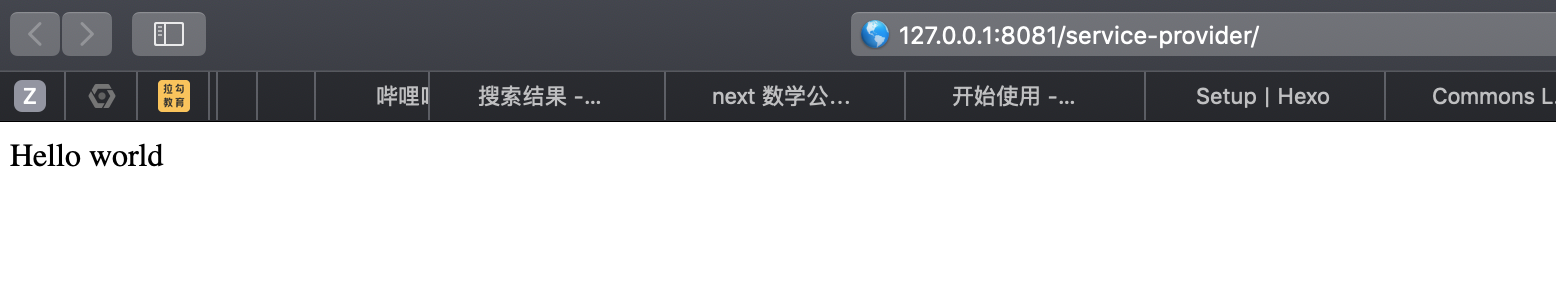 127.0.0.1:8081/service-provider/
Z
拉勾
教育
哔哩
搜索结果 -...
next 数学公...
开始使用 -...
Setup | Hexo
Commons L
Hello world